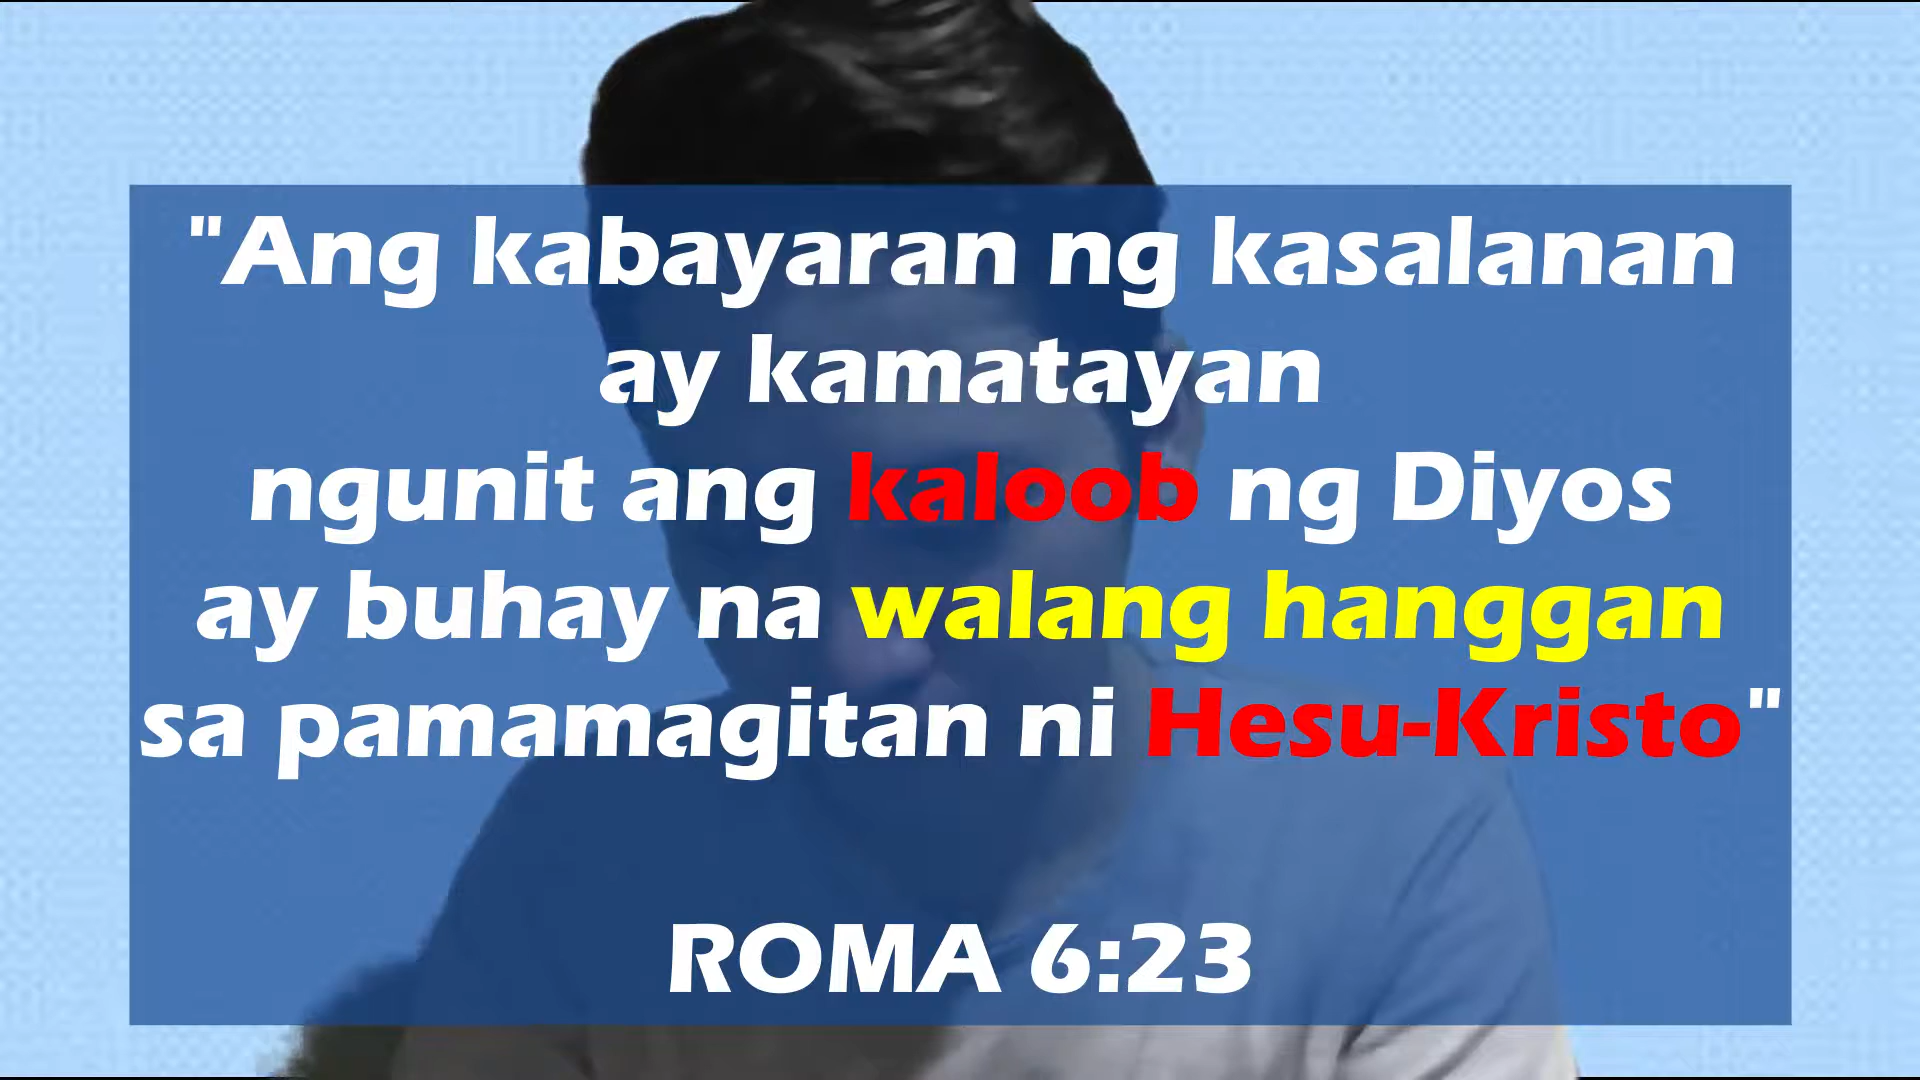 "Ang kabayaran ng kasalanan
ay kamatayan
ngunit ang kaloob ng Diyos
ay buhay na walang hanggan
sa pamamagitan ni Hesu-Kristo"
ROMA 6:23